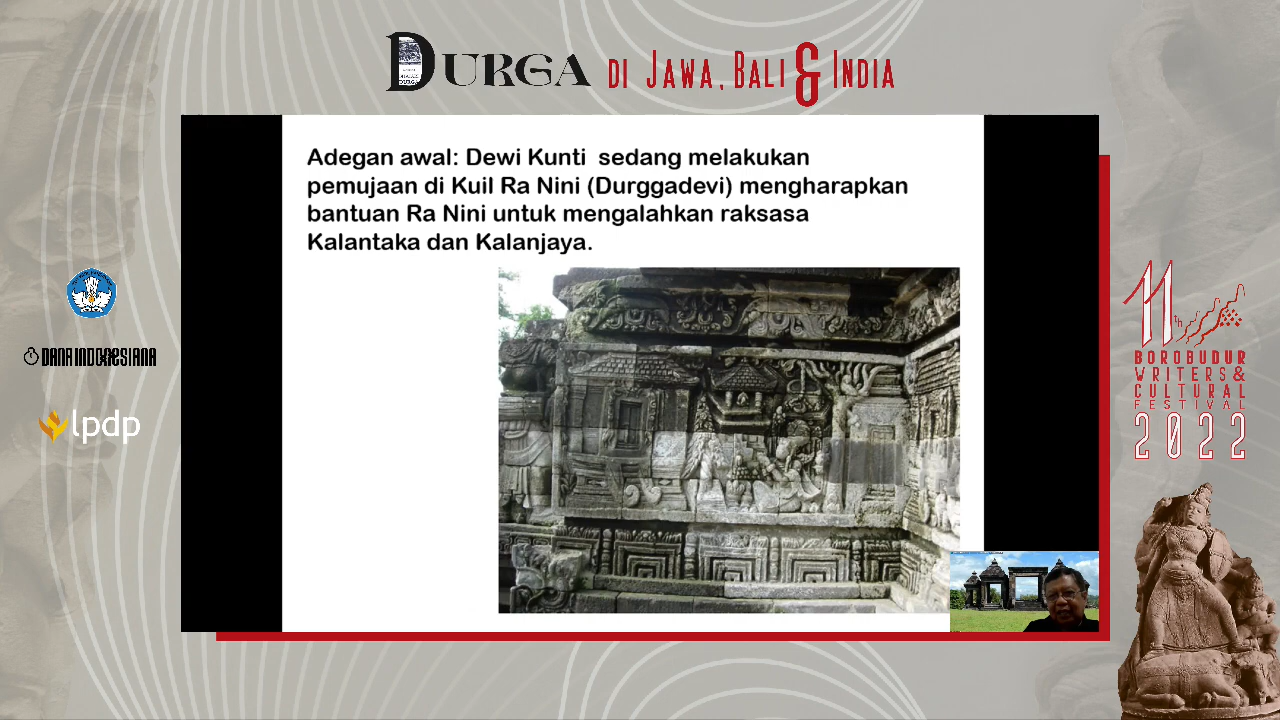 DURGA DI JAWA, BALI & INDIA
Adegan awal: Dewi Kunti sedang melakukan
pemujaan di Kuil Ra Nini (Durggadevi) mengharapkan
bantuan Ra Nini untuk mengalahkan raksasa
Kalantaka dan Kalanjaya.
DANA INDONESIANA
lpdp
11th
BOROBUDUR
WRITERS &
CULTURAL
FESTIVAL
2022